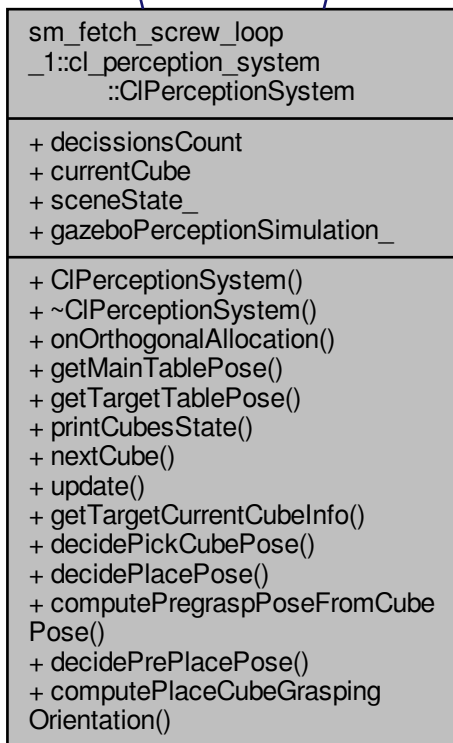 sm_fetch_screw_loop
_1::cl_perception_system
::ClPerceptionSystem
+ decissionsCount
+ currentCube
+ sceneState_
+ gazeboPerceptionSimulation_
+ ClPerceptionSystem()
+ ~ClPerceptionSystem()
+ onOrthogonalAllocation()
+ getMainTablePose()
+ getTargetTablePose()
+ printCubesState()
+ nextCube()
+ update()
+ getTargetCurrentCubeInfo()
+ decidePickCubePose()
+ decidePlacePose()
+ computePregraspPoseFromCube
Pose()
+ decidePrePlacePose()
+ computePlaceCubeGrasping
Orientation()